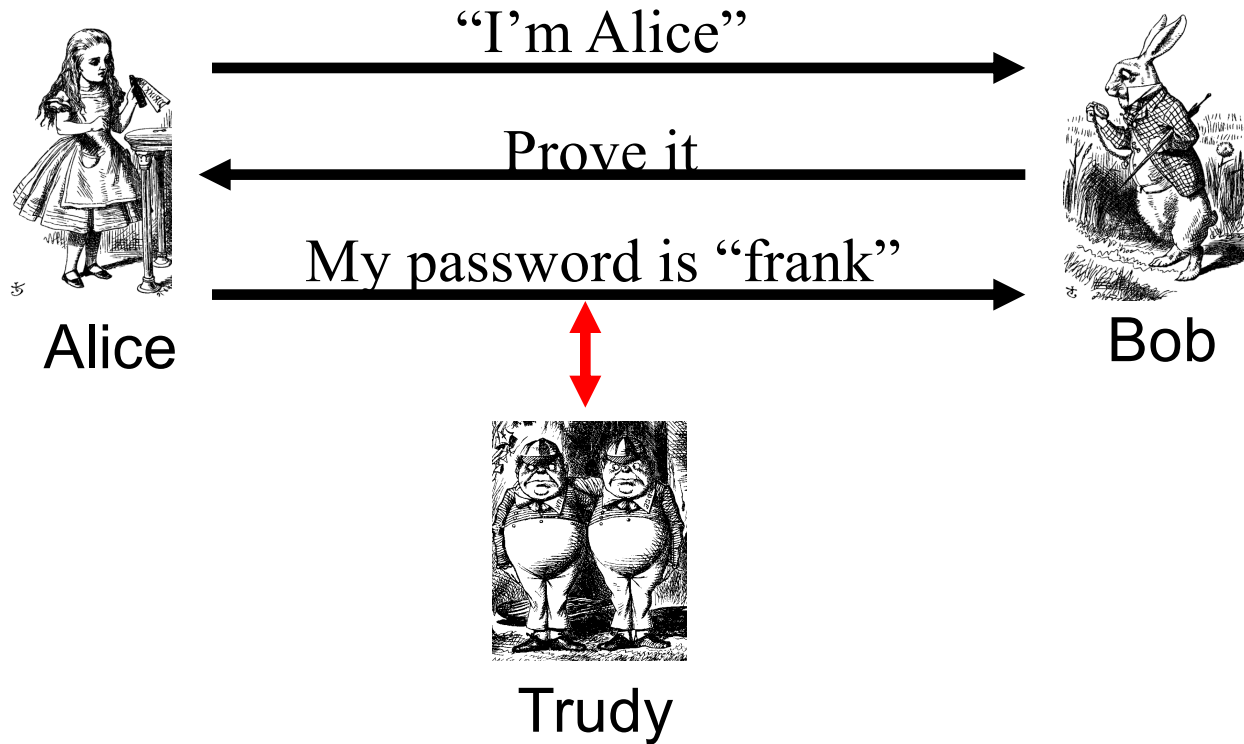 “I’m Alice”
Prove it
My password is “frank”
Alice
Bob
Trudy